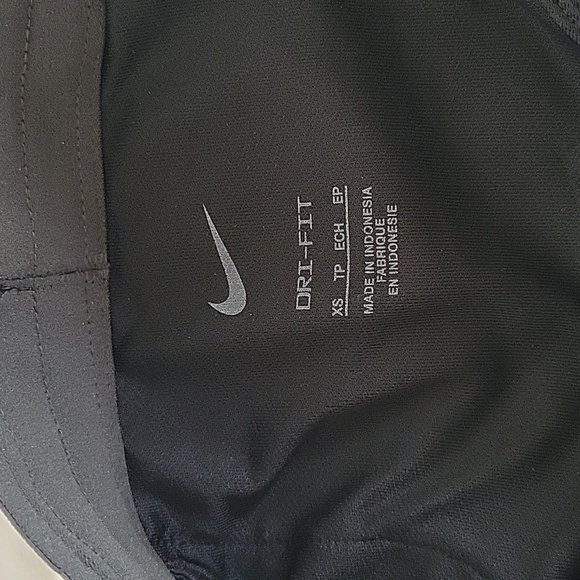 DRI-FIT
XS TP ECH EP
MADE IN INDONESIA
FABRIQUE
EN INDONESIE